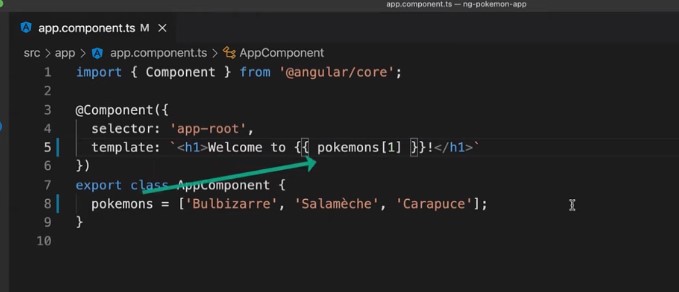 app.component.ts — ng-pokemon-app
app.component.ts M
src > app > app.component.ts > AppComponent
1 import { Component } from '@angular/core';
2
3 @Component({
4 selector: 'app-root',
5 template: `<h1>Welcome to {{ pokemons[1] }}!</h1>`
6 })
7 export class AppComponent {
8 pokemons = ['Bulbizarre', 'Salamèche', 'Carapuce'];
9 }
10